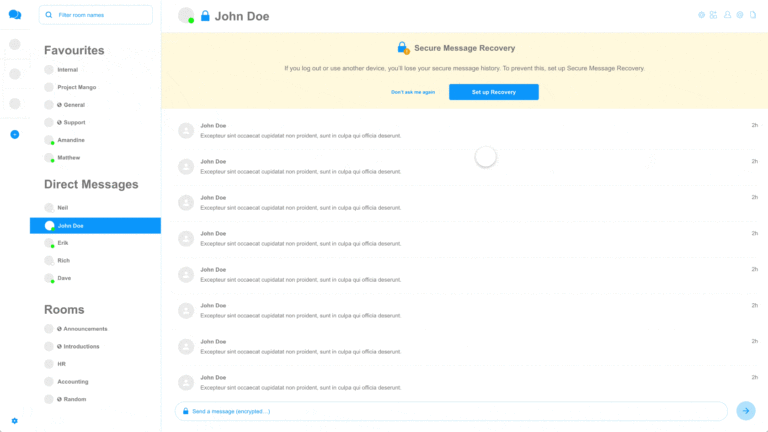 Filter room names
Favourites
Internal
Project Mango
General
Support
Amandine
Matthew
Direct Messages
Neil
John Doe
Erik
Rich
Dave
Rooms
Announcements
Introductions
HR
Accounting
Random
John Doe
Secure Message Recovery
If you log out or use another device, you'll lose your secure message history. To prevent this, set up Secure Message Recovery.
Don't ask me again
Set up Recovery
John Doe 2h
Excepteur sint occaecat cupidatat non proident, sunt in culpa qui officia deserunt.
John Doe 2h
Excepteur sint occaecat cupidatat non proident, sunt in culpa qui officia deserunt.
John Doe 2h
Excepteur sint occaecat cupidatat non proident, sunt in culpa qui officia deserunt.
John Doe 2h
Excepteur sint occaecat cupidatat non proident, sunt in culpa qui officia deserunt.
John Doe 2h
Excepteur sint occaecat cupidatat non proident, sunt in culpa qui officia deserunt.
John Doe 2h
Excepteur sint occaecat cupidatat non proident, sunt in culpa qui officia deserunt.
John Doe 2h
Excepteur sint occaecat cupidatat non proident, sunt in culpa qui officia deserunt.
John Doe 2h
Excepteur sint occaecat cupidatat non proident, sunt in culpa qui officia deserunt.
Send a message (encrypted…)